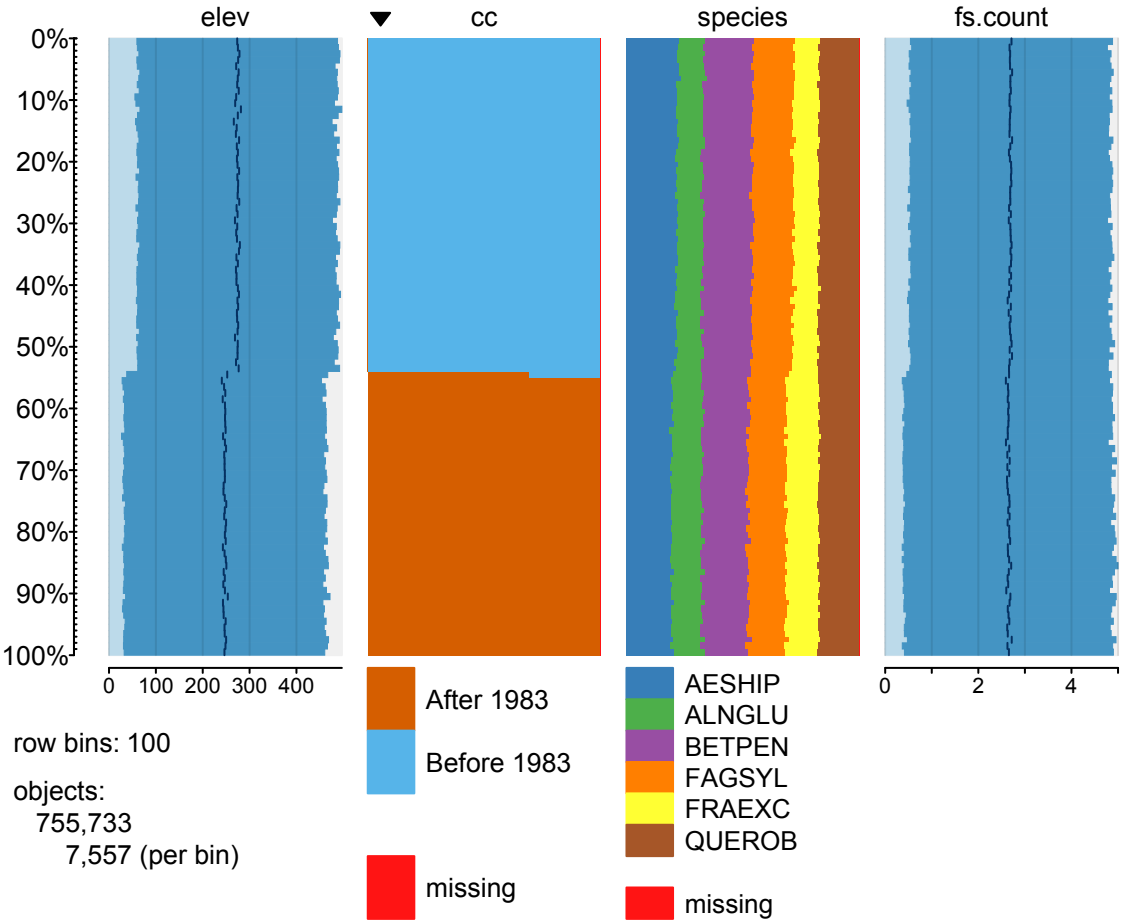 elev
cc
species
fs.count
0%
10%
20%
30%
40%
50%
60%
70%
80%
90%
100%
0 100 200 300 400
0 2 4
After 1983
Before 1983
missing
AESHIP
ALNGLU
BETPEN
FAGSYL
FRAEXC
QUEROB
missing
row bins: 100
objects:
755,733
7,557 (per bin)